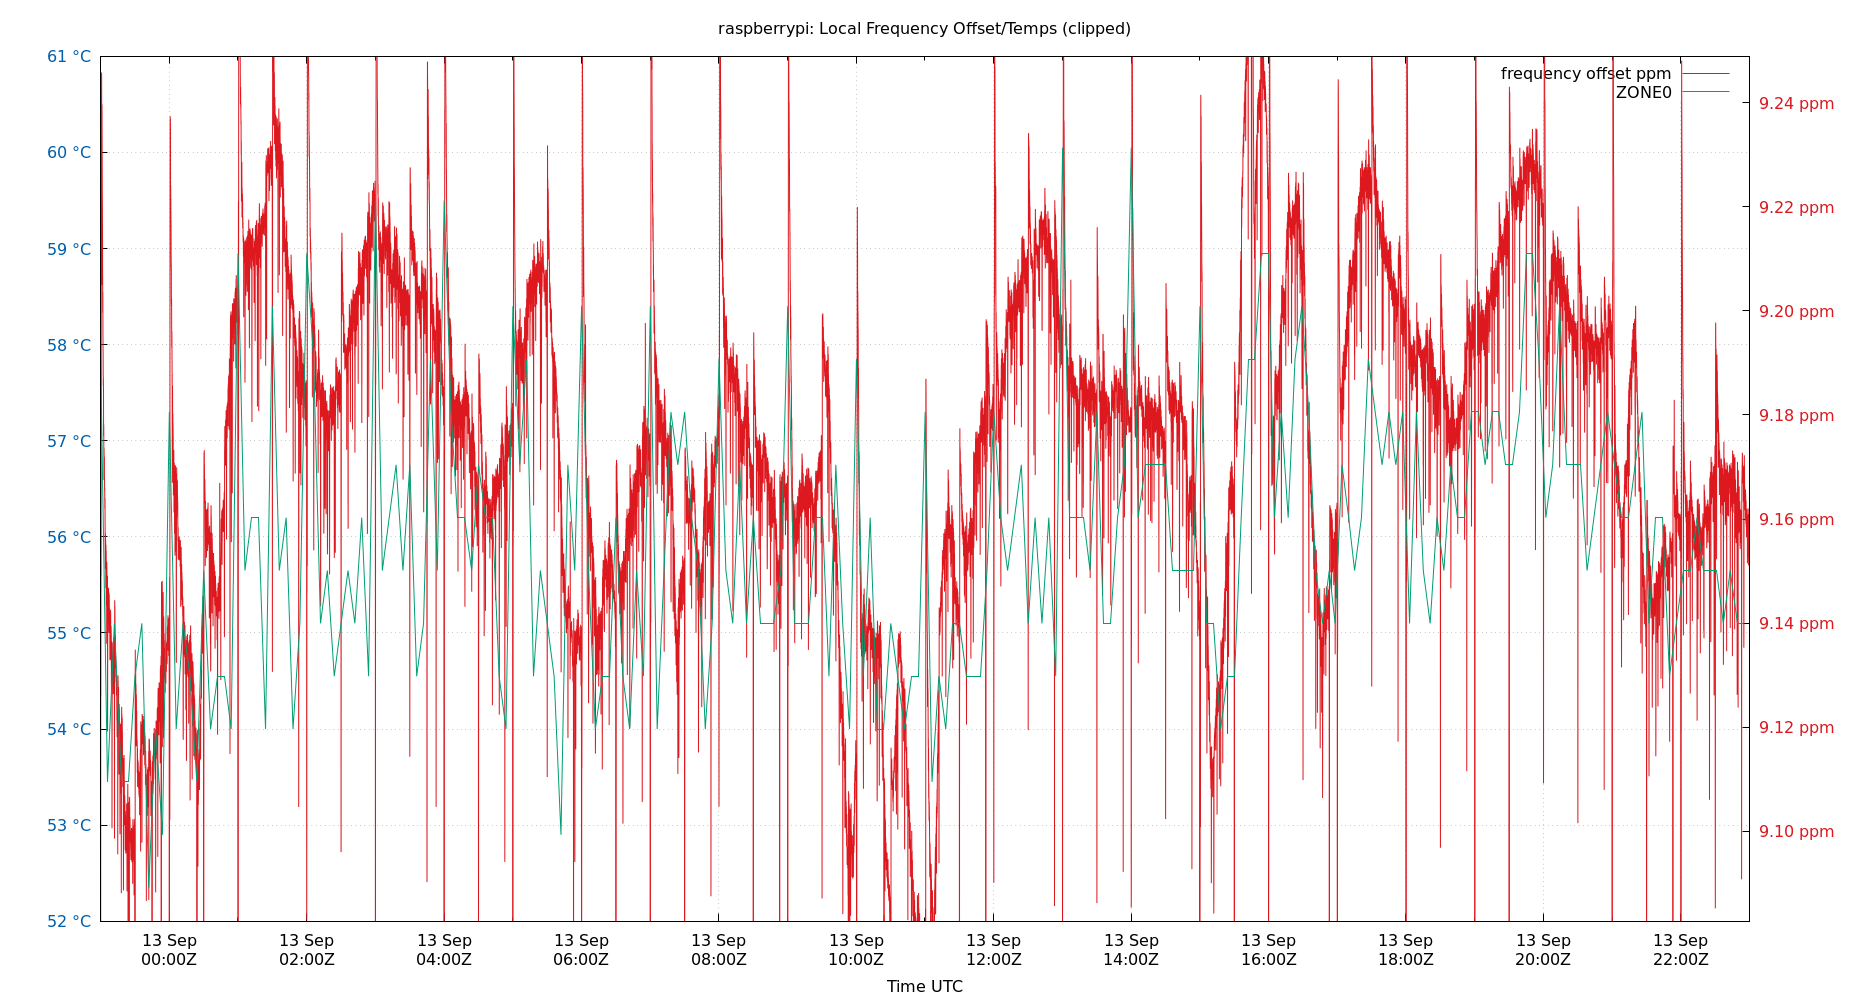 raspberrypi: Local Frequency Offset/Temps (clipped)
61 °C
60 °C
59 °C
58 °C
57 °C
56 °C
55 °C
54 °C
53 °C
52 °C
frequency offset ppm
ZONE0
9.24 ppm
9.22 ppm
9.20 ppm
9.18 ppm
9.16 ppm
9.14 ppm
9.12 ppm
9.10 ppm
13 Sep 13 Sep 13 Sep 13 Sep 13 Sep 13 Sep 13 Sep 13 Sep 13 Sep 13 Sep 13 Sep 13 Sep
00:00Z 02:00Z 04:00Z 06:00Z 08:00Z 10:00Z 12:00Z 14:00Z 16:00Z 18:00Z 20:00Z 22:00Z
Time UTC